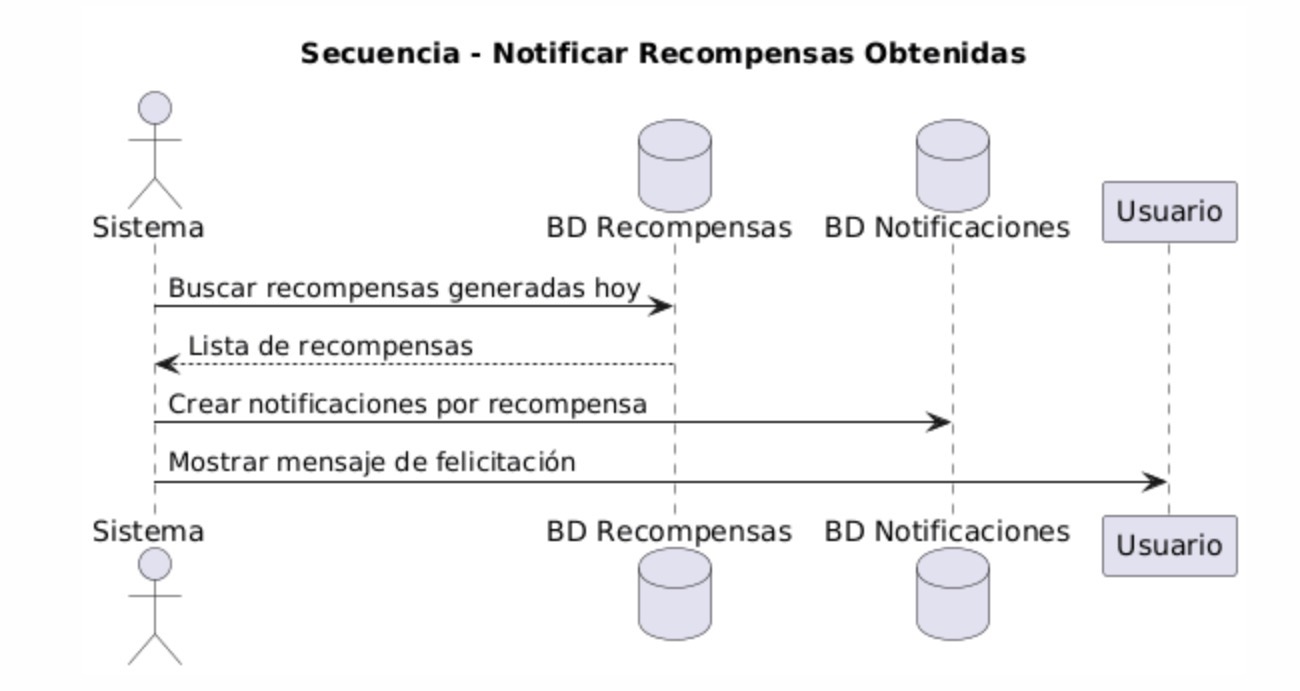 Secuencia - Notificar Recompensas Obtenidas
Sistema
BD Recompensas
BD Notificaciones
Usuario
Buscar recompensas generadas hoy
Lista de recompensas
Crear notificaciones por recompensa
Mostrar mensaje de felicitación
Sistema
BD Recompensas
BD Notificaciones
Usuario